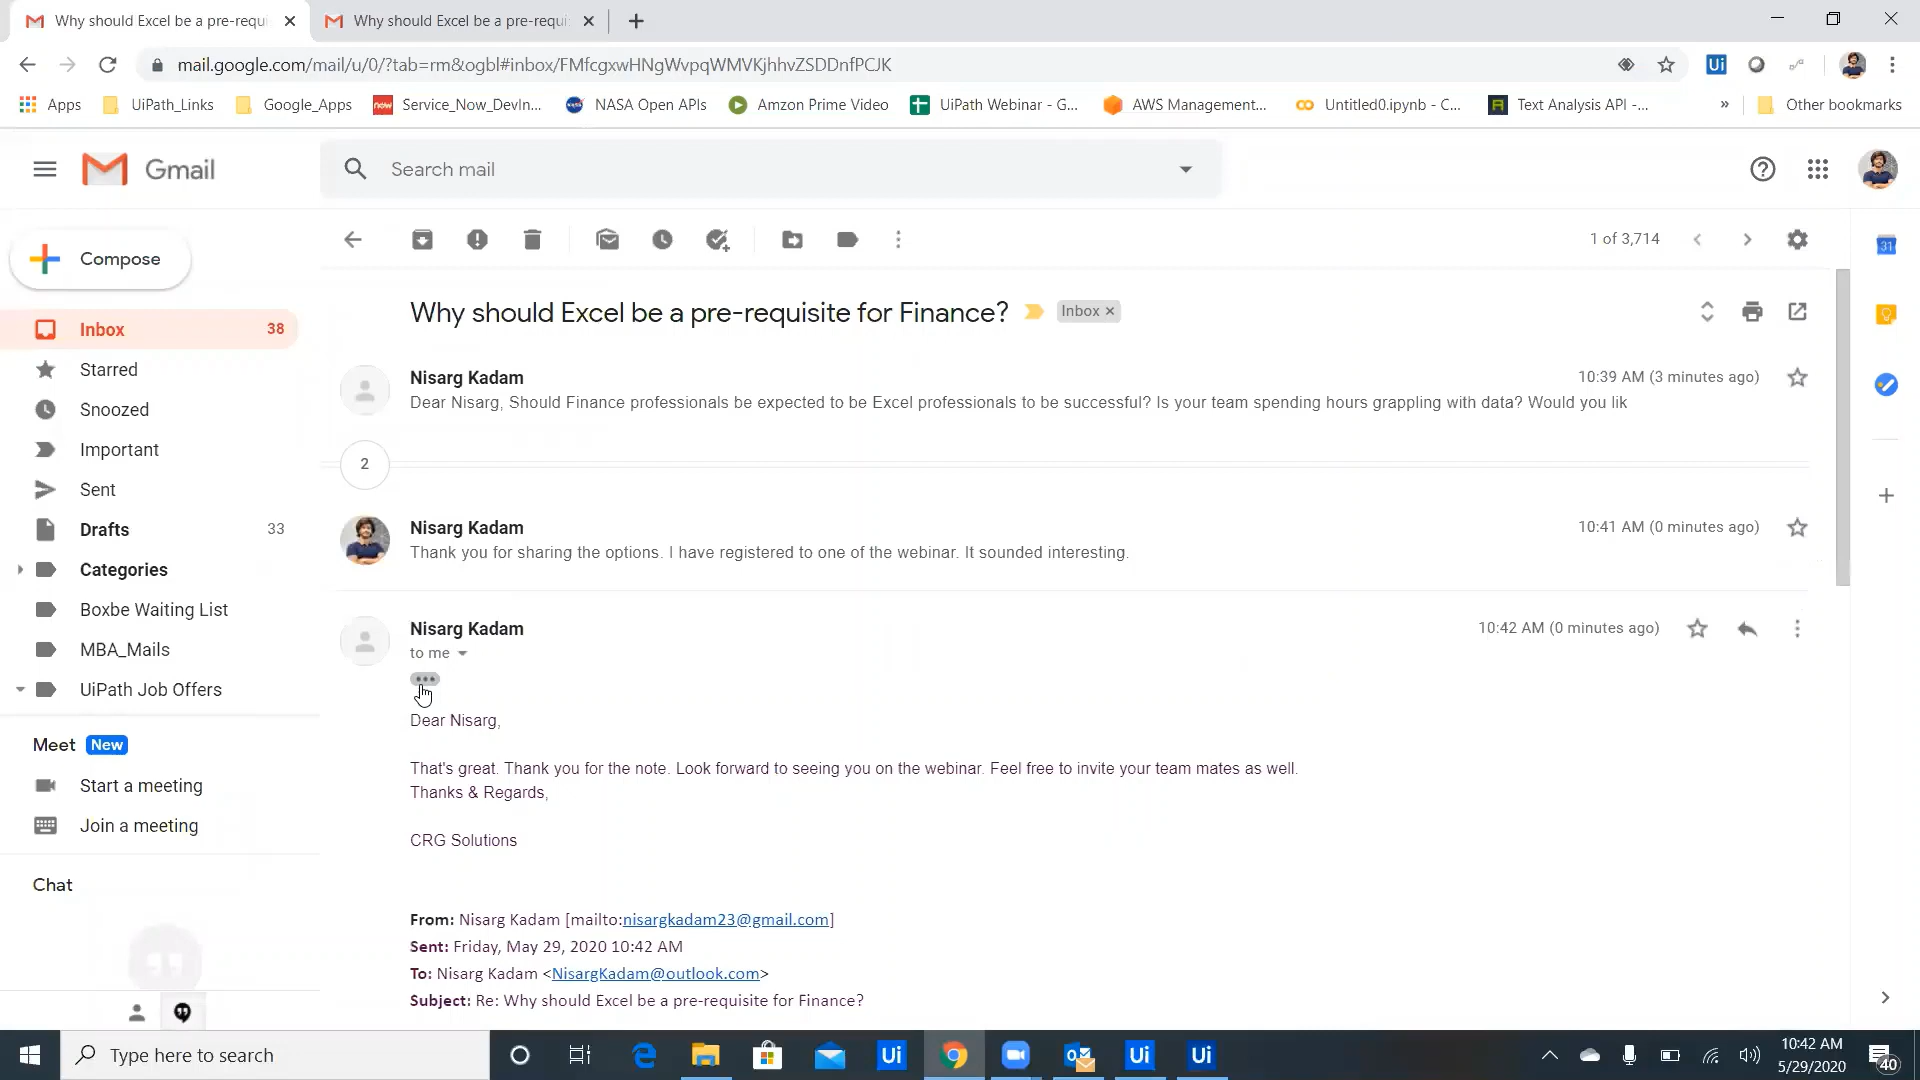 Why should Excel be a pre-requi
Why should Excel be a pre-requi
mail.google.com/mail/u/0/?tab=rm&ogbl#inbox/FMfcgxwHNgWvpqWMVKjhhvZSDDnfPCJK
Ui
Apps
UiPath_Links
Google_Apps
now
Service_Now_DevIn...
NASA Open APIs
Amzon Prime Video
UiPath Webinar - G...
AWS Management...
Untitled0.ipynb - C...
Text Analysis API -...
»
Other bookmarks
Gmail
Search mail
1 of 3,714
31
Compose
Why should Excel be a pre-requisite for Finance?
Inbox ×
Inbox 38
Starred
Snoozed
Important
Sent
Drafts 33
Categories
Boxbe Waiting List
MBA_Mails
UiPath Job Offers
Meet New
Start a meeting
Join a meeting
Chat
Nisarg Kadam
10:39 AM (3 minutes ago)
Dear Nisarg, Should Finance professionals be expected to be Excel professionals to be successful? Is your team spending hours grappling with data? Would you lik
2
Nisarg Kadam
10:41 AM (0 minutes ago)
Thank you for sharing the options. I have registered to one of the webinar. It sounded interesting.
Nisarg Kadam
10:42 AM (0 minutes ago)
to me
Dear Nisarg,
That's great. Thank you for the note. Look forward to seeing you on the webinar. Feel free to invite your team mates as well.
Thanks & Regards,
CRG Solutions
From: Nisarg Kadam [mailto:nisargkadam23@gmail.com]
Sent: Friday, May 29, 2020 10:42 AM
To: Nisarg Kadam <NisargKadam@outlook.com>
Subject: Re: Why should Excel be a pre-requisite for Finance?
Type here to search
Ui
Ui
Ui
10:42 AM
5/29/2020
40